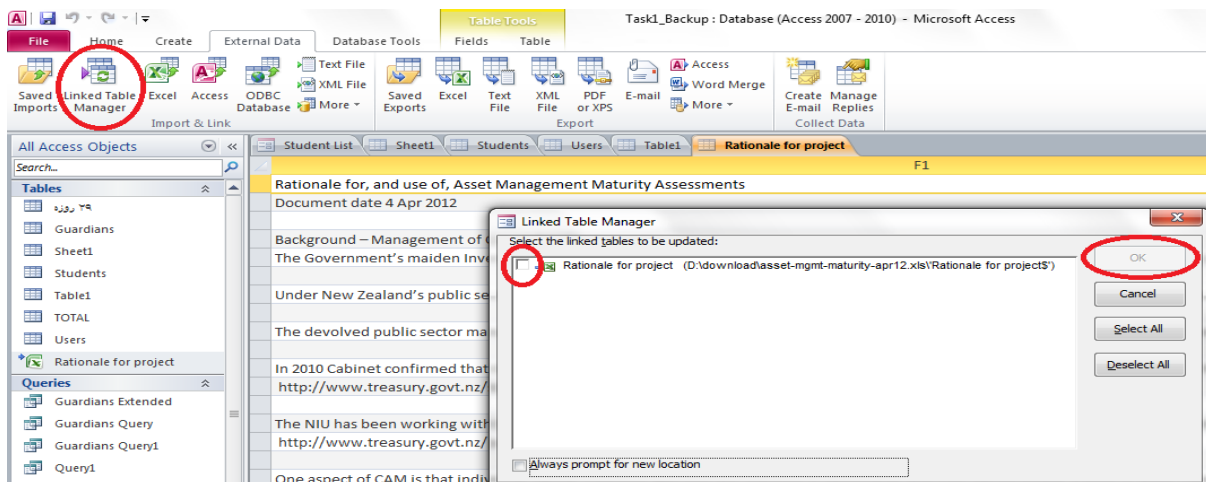 Table Tools
Task1_Backup : Database (Access 2007 - 2010) - Microsoft Access
File Home Create External Data Database Tools Fields Table
Saved Imports
Linked Table Manager
Excel
Access
ODBC Database
Text File
XML File
More
Import & Link
Saved Exports
Excel
Text File
XML File
PDF or XPS
E-mail
Access
Word Merge
More
Export
Create E-mail
Manage Replies
Collect Data
All Access Objects
Search...
Tables
۲۹ روزه
Guardians
Sheet1
Students
Table1
TOTAL
Users
Rationale for project
Queries
Guardians Extended
Guardians Query
Guardians Query1
Query1
Student List Sheet1 Students Users Table1 Rationale for project
F1
Rationale for, and use of, Asset Management Maturity Assessments
Document date 4 Apr 2012
Background – Management of
The Government's maiden Inv
Under New Zealand's public se
The devolved public sector ma
In 2010 Cabinet confirmed that
http://www.treasury.govt.nz/
The NIU has been working with
http://www.treasury.govt.nz/
One aspect of CAM is that indiv
Linked Table Manager
Select the linked tables to be updated:
Rationale for project (D:\download\asset-mgmt-maturity-apr12.xls\'Rationale for project$')
OK
Cancel
Select All
Deselect All
Always prompt for new location